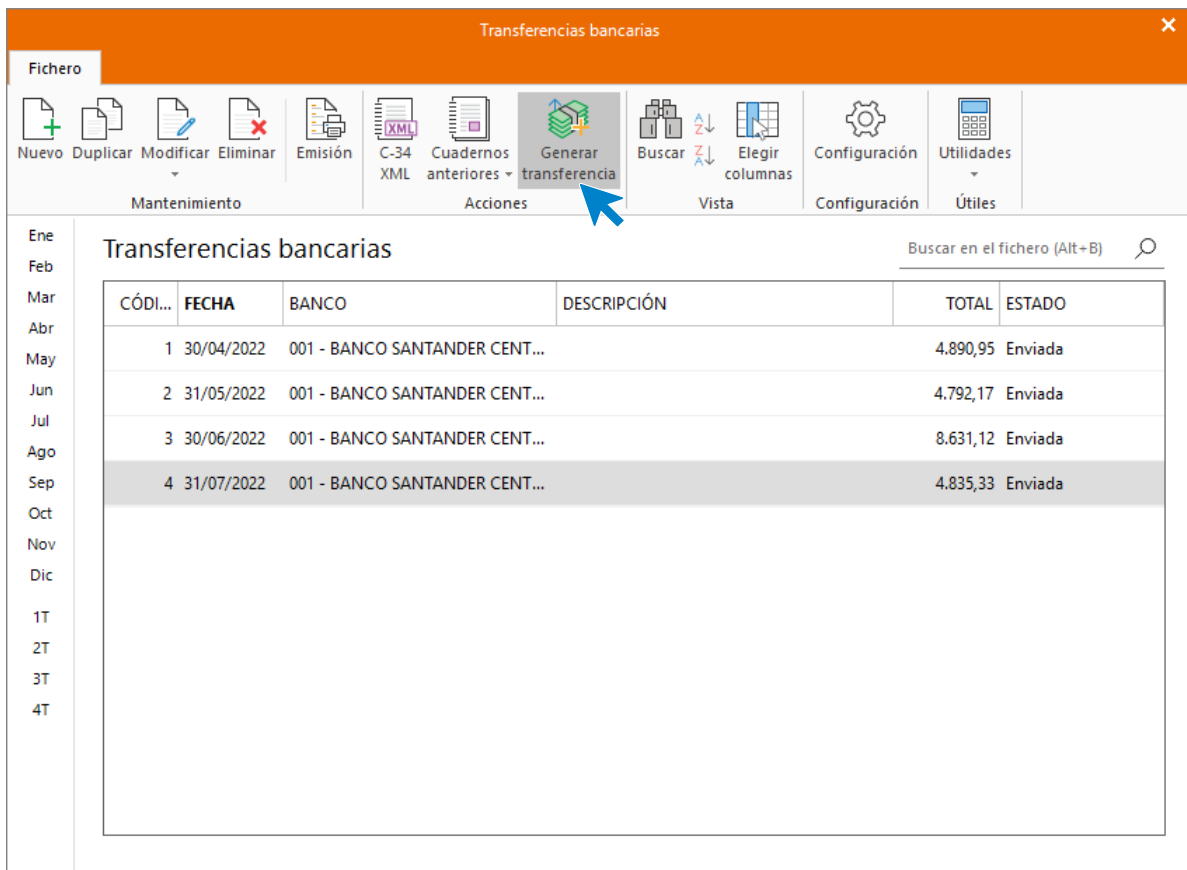 Transferencias bancarias
Fichero
Nuevo Duplicar Modificar Eliminar Emisión C-34 XML Cuadernos anteriores Generar transferencia Buscar Elegir columnas Configuración Utilidades
Mantenimiento Acciones Vista Configuración Útiles
Ene
Feb
Mar
Abr
May
Jun
Jul
Ago
Sep
Oct
Nov
Dic
1T
2T
3T
4T
Transferencias bancarias Buscar en el fichero (Alt+B)
CÓDI... FECHA BANCO DESCRIPCIÓN TOTAL ESTADO
1 30/04/2022 001 - BANCO SANTANDER CENT... 4.890,95 Enviada
2 31/05/2022 001 - BANCO SANTANDER CENT... 4.792,17 Enviada
3 30/06/2022 001 - BANCO SANTANDER CENT... 8.631,12 Enviada
4 31/07/2022 001 - BANCO SANTANDER CENT... 4.835,33 Enviada